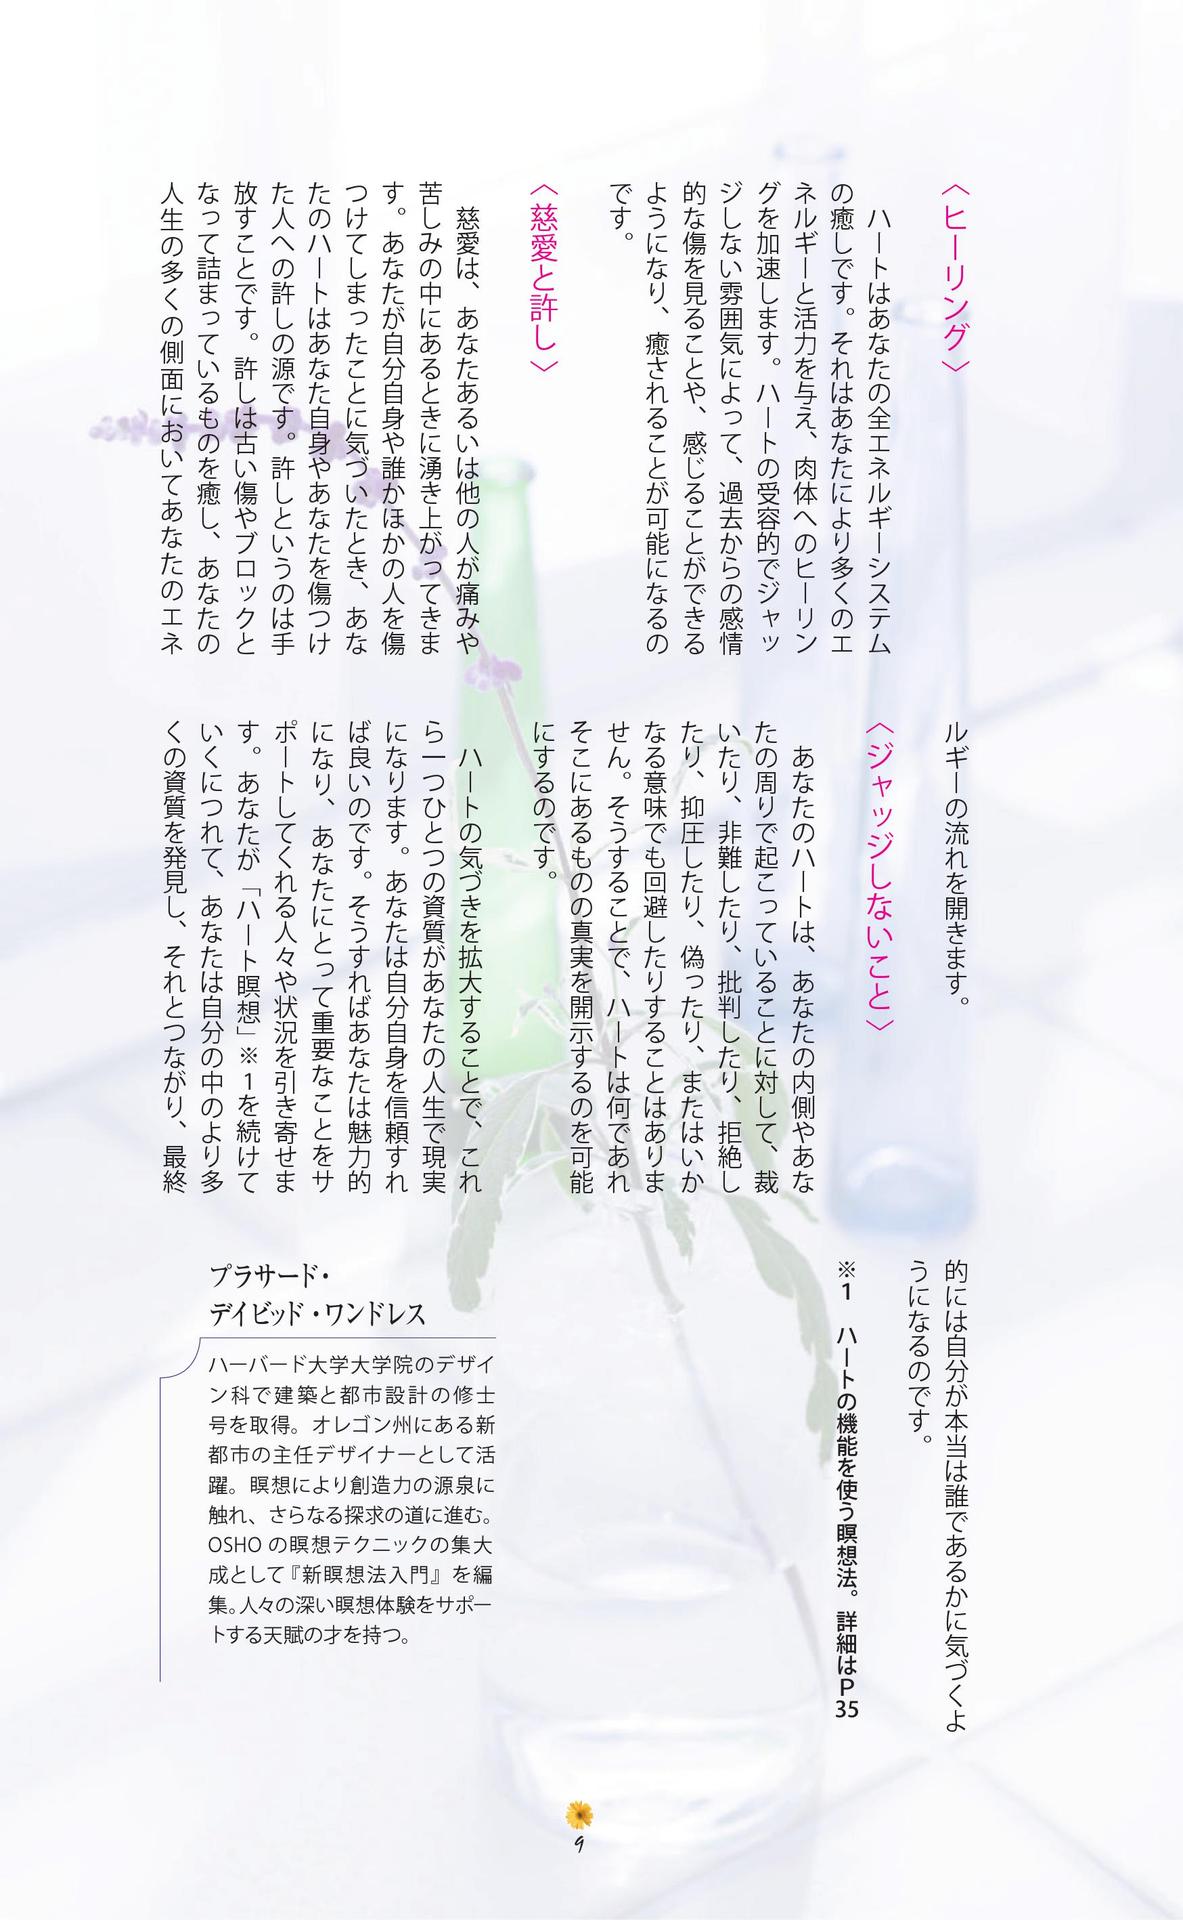 〈ヒーリング〉
ハートはあなたの全エネルギーシステム
の癒しです。それはあなたにより多くのエ
ネルギーと活力を与え、肉体へのヒーリン
グを加速します。ハートの受容的でジャッ
ジしない雰囲気によって、過去からの感情
的な傷を見ることや、感じることができる
ようになり、癒されることが可能になるの
です。
〈慈愛と許し〉
慈愛は、あなたあるいは他の人が痛みや
苦しみの中にあるときに湧き上がってきま
す。あなたが自分自身や誰かほかの人を傷
つけてしまったことに気づいたとき、あな
たのハートはあなた自身やあなたを傷つけ
た人への許しの源です。許しというのは手
放すことです。許しは古い傷やブロックと
なって詰まっているものを癒し、あなたの
人生の多くの側面においてあなたのエネ
ルギーの流れを開きます。
〈ジャッジしないこと〉
あなたのハートは、あなたの内側やあな
たの周りで起こっていることに対して、裁
いたり、非難したり、批判したり、拒絶し
たり、抑圧したり、偽ったり、またはいか
なる意味でも回避したりすることはありま
せん。そうすることで、ハートは何であれ
そこにあるものの真実を開示するのを可能
にするのです。
ハートの気づきを拡大することで、これ
ら一つひとつの資質があなたの人生で現実
になります。あなたは自分自身を信頼すれ
ば良いのです。そうすればあなたは魅力的
になり、あなたにとって重要なことをサ
ポートしてくれる人々や状況を引き寄せま
す。あなたが「ハート瞑想」※1を続けて
いくにつれて、あなたは自分の中のより多
くの資質を発見し、それとつながり、最終
的には自分が本当は誰であるかに気づくよ
うになるのです。
※1 ハートの機能を使う瞑想法。詳細はP35
プラサード・
デイビッド・ワンドレス
ハーバード大学大学院のデザイ
ン科で建築と都市設計の修士
号を取得。オレゴン州にある新
都市の主任デザイナーとして活
躍。瞑想により創造力の源泉に
触れ、さらなる探求の道に進む。
OSHOの瞑想テクニックの集大
成として『新瞑想法入門』を編
集。人々の深い瞑想体験をサポー
トする天賦の才を持つ。
9